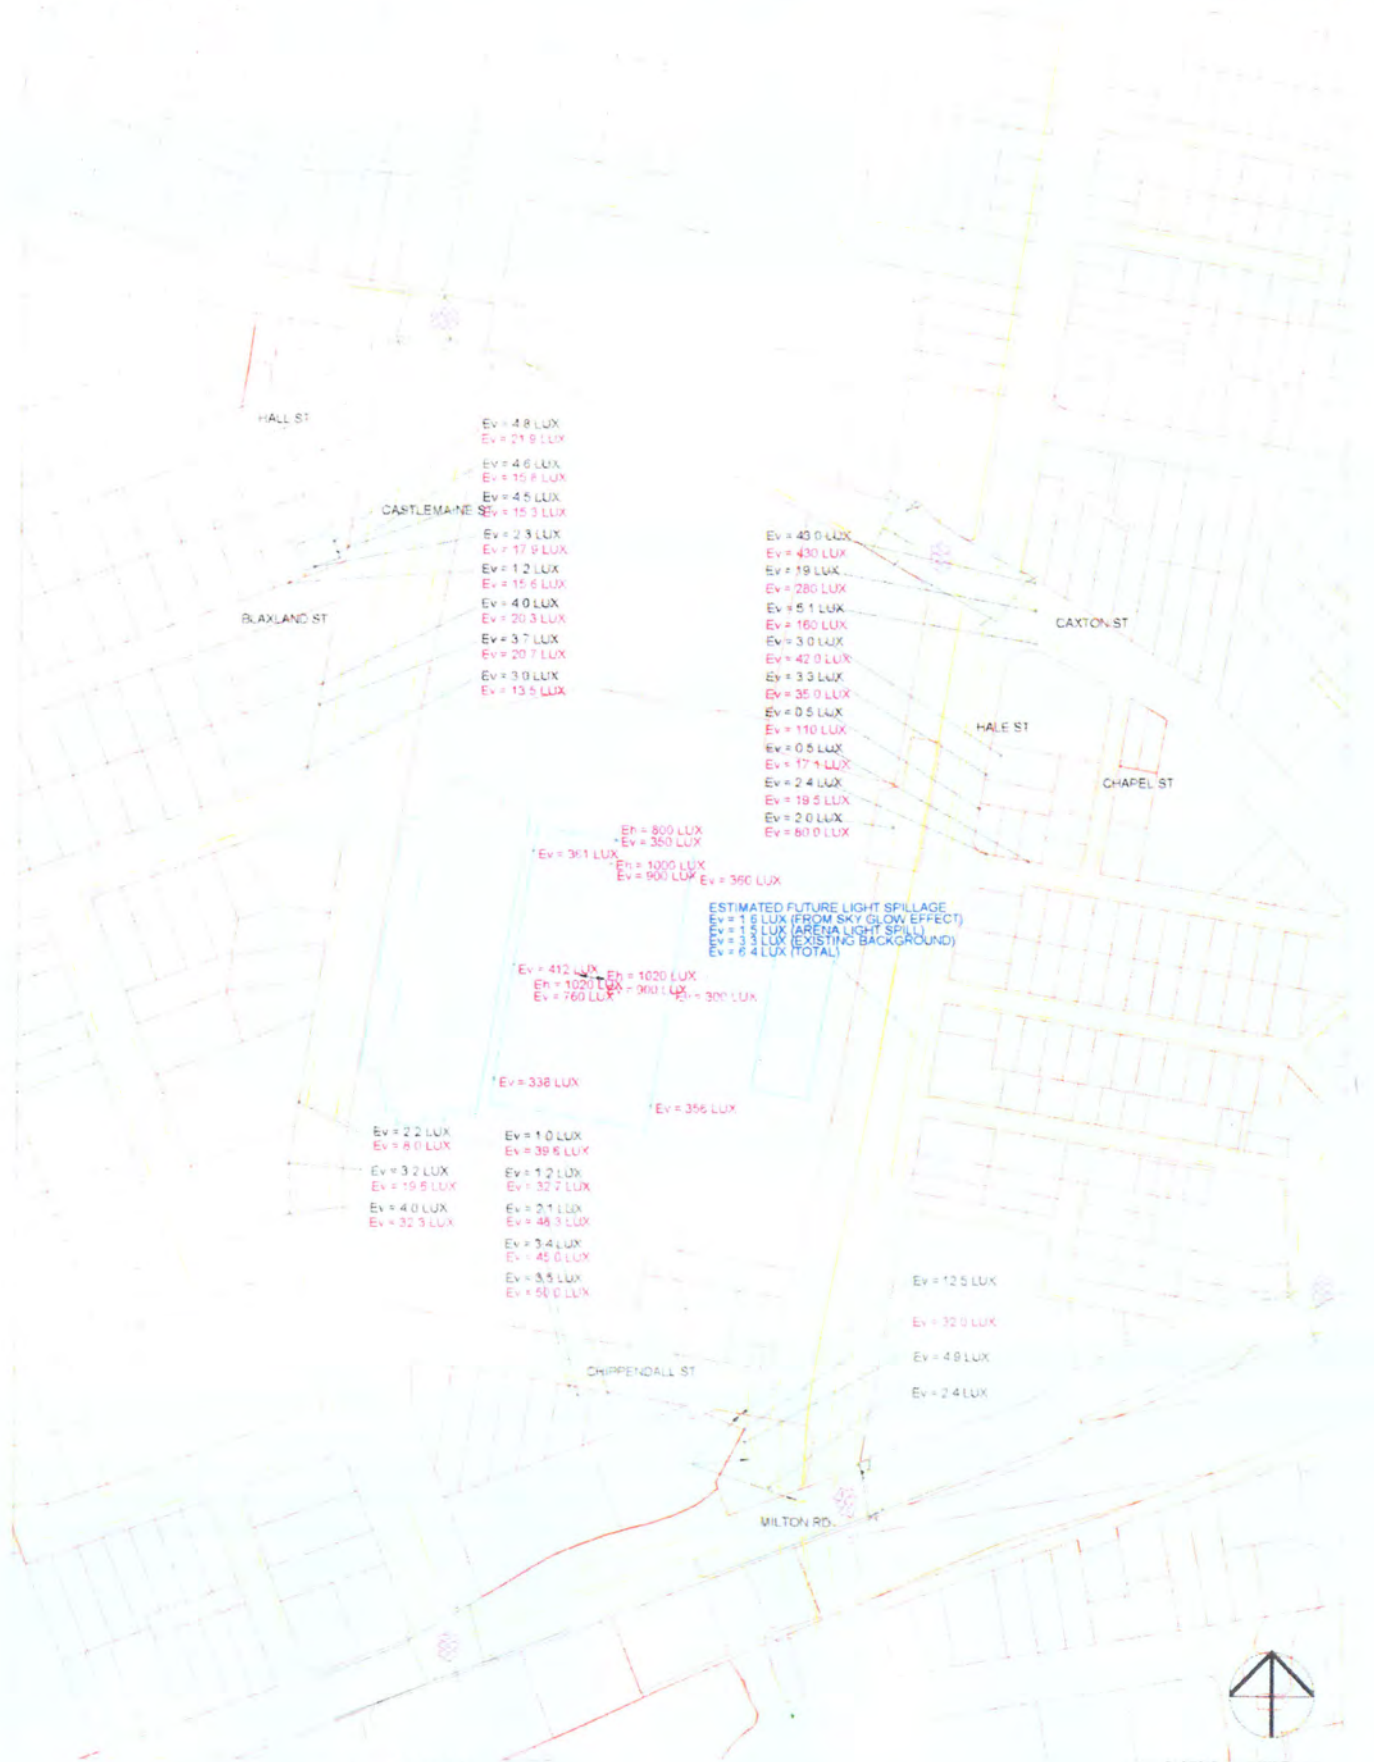 HALL ST
Ev = 4.8 LUX
Ev = 21.9 LUX
Ev = 4.6 LUX
Ev = 15.8 LUX
Ev = 4.5 LUX
CASTLEMAINE ST
Ev = 15.3 LUX
Ev = 2.3 LUX
Ev = 17.9 LUX
Ev = 1.2 LUX
Ev = 15.6 LUX
Ev = 4.0 LUX
BLAXLAND ST
Ev = 20.3 LUX
Ev = 3.7 LUX
Ev = 20.7 LUX
Ev = 3.0 LUX
Ev = 13.5 LUX
Ev = 43.0 LUX
Ev = 430 LUX
Ev = 19 LUX
Ev = 280 LUX
Ev = 5.1 LUX
Ev = 160 LUX
CAXTON ST
Ev = 3.0 LUX
Ev = 42.0 LUX
Ev = 3.3 LUX
Ev = 35.0 LUX
Ev = 0.5 LUX
Ev = 110 LUX
HALE ST
Ev = 0.5 LUX
Ev = 17.1 LUX
Ev = 2.4 LUX
CHAPEL ST
Ev = 19.5 LUX
Ev = 2.0 LUX
Ev = 80.0 LUX
Eh = 800 LUX
Ev = 350 LUX
Ev = 361 LUX
Eh = 1000 LUX
Ev = 900 LUX
Ev = 360 LUX
ESTIMATED FUTURE LIGHT SPILLAGE
Ev = 1.6 LUX (FROM SKY GLOW EFFECT)
Ev = 1.5 LUX (ARENA LIGHT SPILL)
Ev = 3.3 LUX (EXISTING BACKGROUND)
Ev = 6.4 LUX (TOTAL)
Ev = 412 LUX
Eh = 1020 LUX
Eh = 1020 LUX
Ev = 900 LUX
Ev = 760 LUX
300 LUX
Ev = 338 LUX
Ev = 356 LUX
Ev = 2.2 LUX
Ev = 8.0 LUX
Ev = 3.2 LUX
Ev = 19.5 LUX
Ev = 4.0 LUX
Ev = 32.3 LUX
Ev = 1.0 LUX
Ev = 39.6 LUX
Ev = 1.2 LUX
Ev = 32.7 LUX
Ev = 2.1 LUX
Ev = 48.3 LUX
Ev = 3.4 LUX
Ev = 45.0 LUX
Ev = 3.5 LUX
Ev = 50.0 LUX
Ev = 12.5 LUX
Ev = 32.0 LUX
Ev = 4.9 LUX
Ev = 2.4 LUX
CHIPPENDALL ST
MILTON RD.